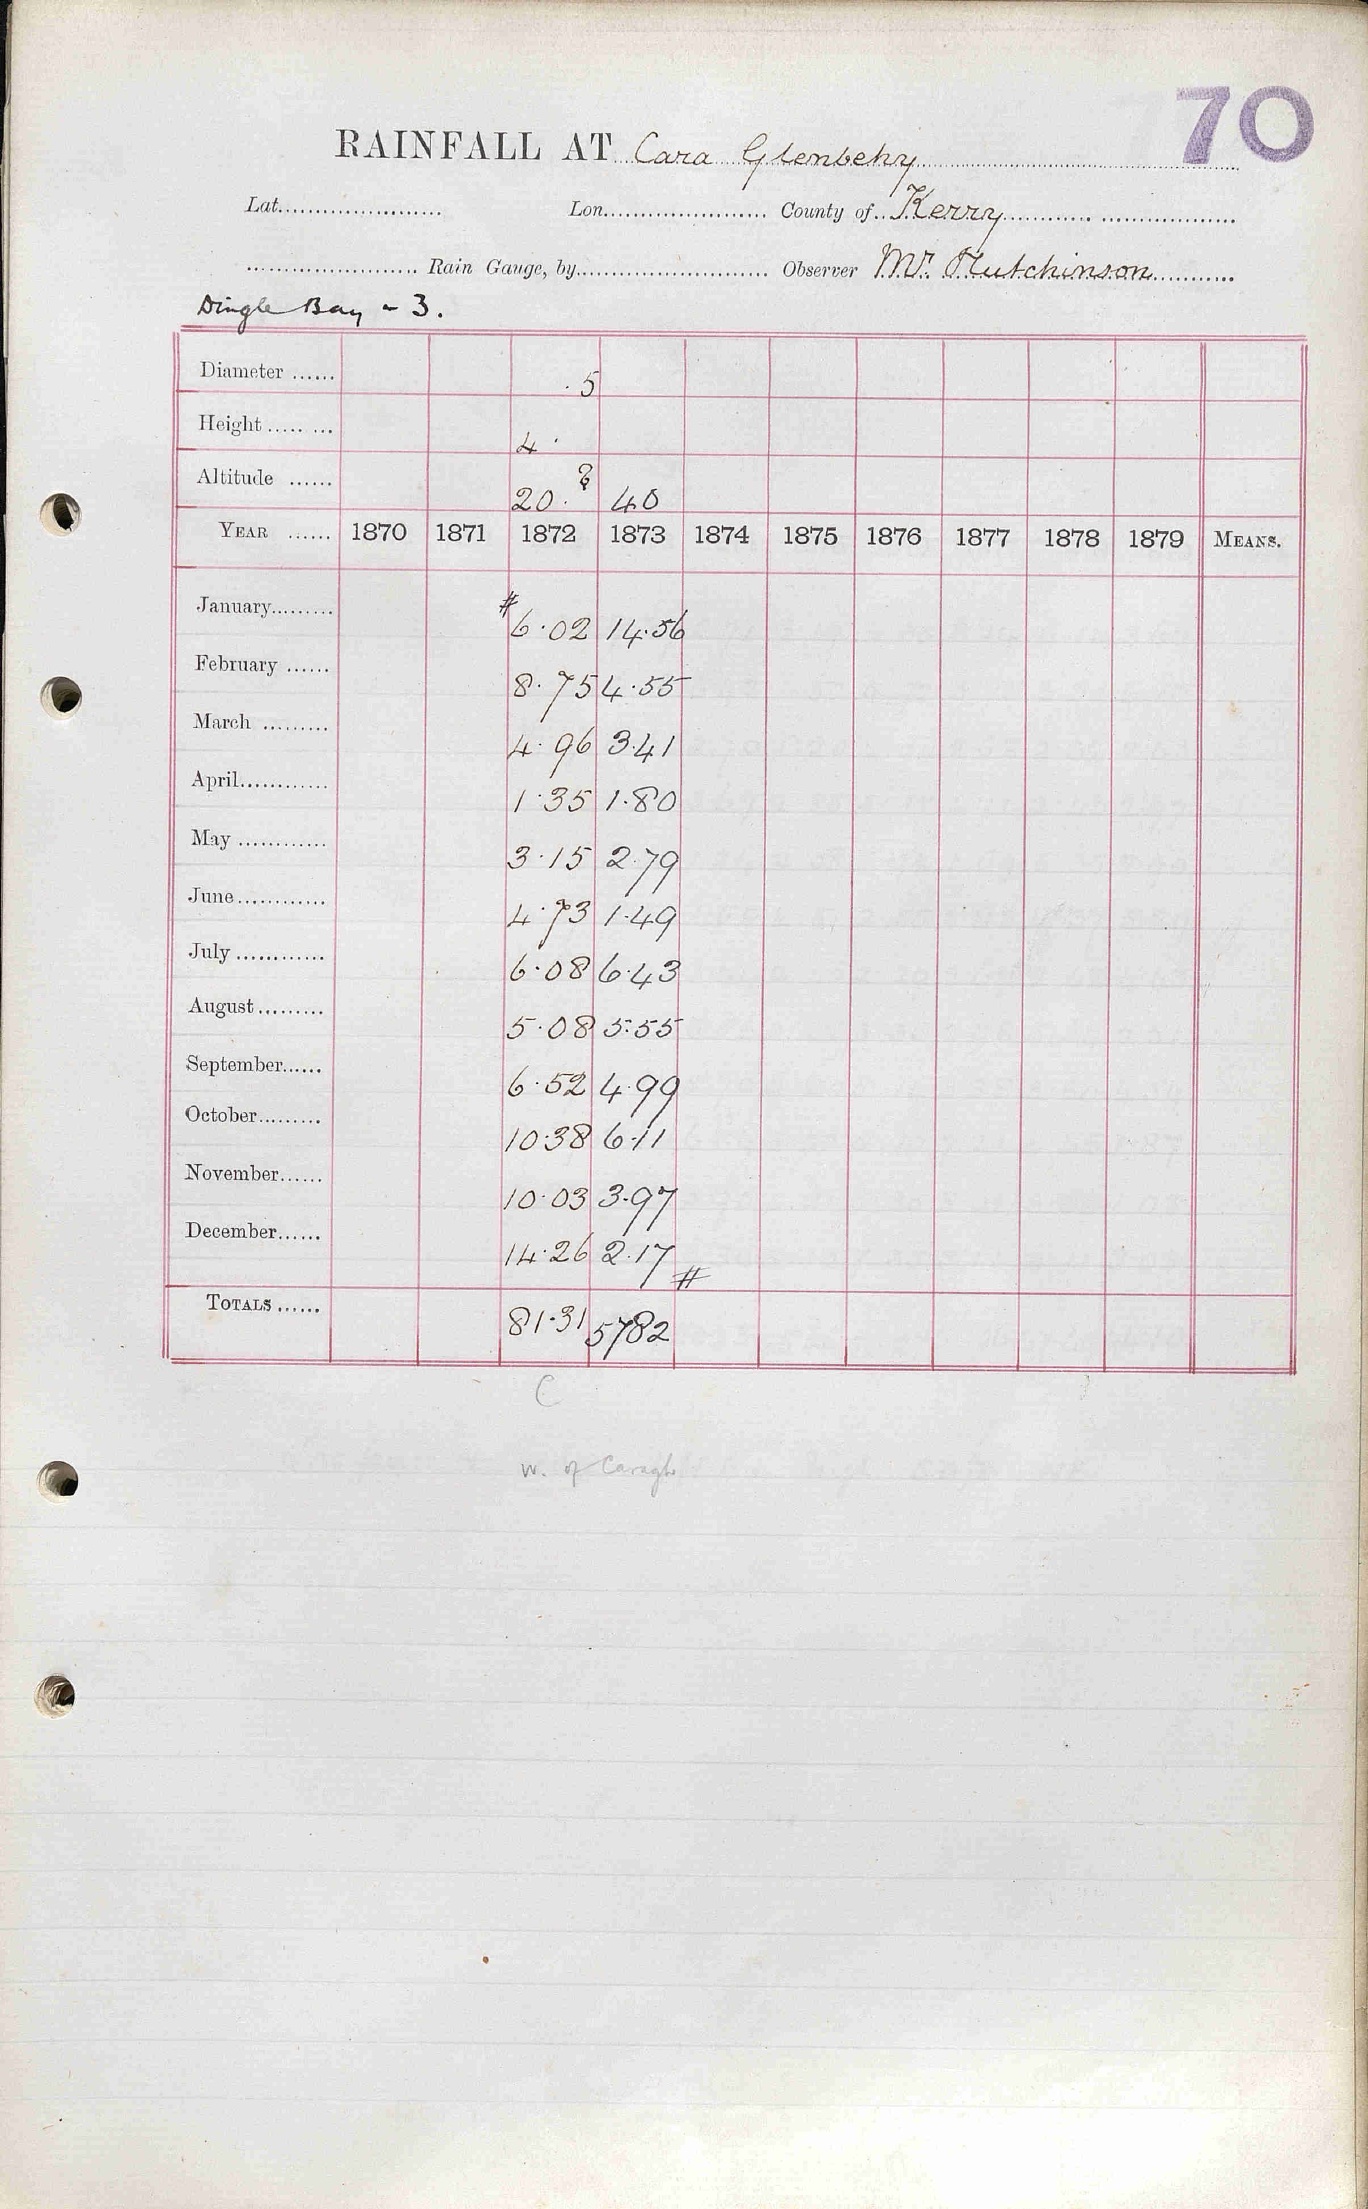 70
RAINFALL AT Cara Glenbehy
Lat...................... Lon...................... County of Kerry
...................... Rain Gauge, by...................... Observer Mr. Hutchinson
Dingle Bay - 3.
Diameter ...... .5
Height ........ 4.
Altitude ...... 20.? 40
YEAR ...... 1870 1871 1872 1873 1874 1875 1876 1877 1878 1879 MEANS.
January......... # 6.02 14.56
February ...... 8.75 4.55
March ......... 4.96 3.41
April............ 1.35 1.80
May ............ 3.15 2.79
June............ 4.73 1.49
July ............ 6.08 6.43
August......... 5.08 5.55
September...... 6.52 4.99
October......... 10.38 6.11
November...... 10.03 3.97
December...... 14.26 2.17 #
TOTALS ...... 81.31 5782
C
W. of Caragh